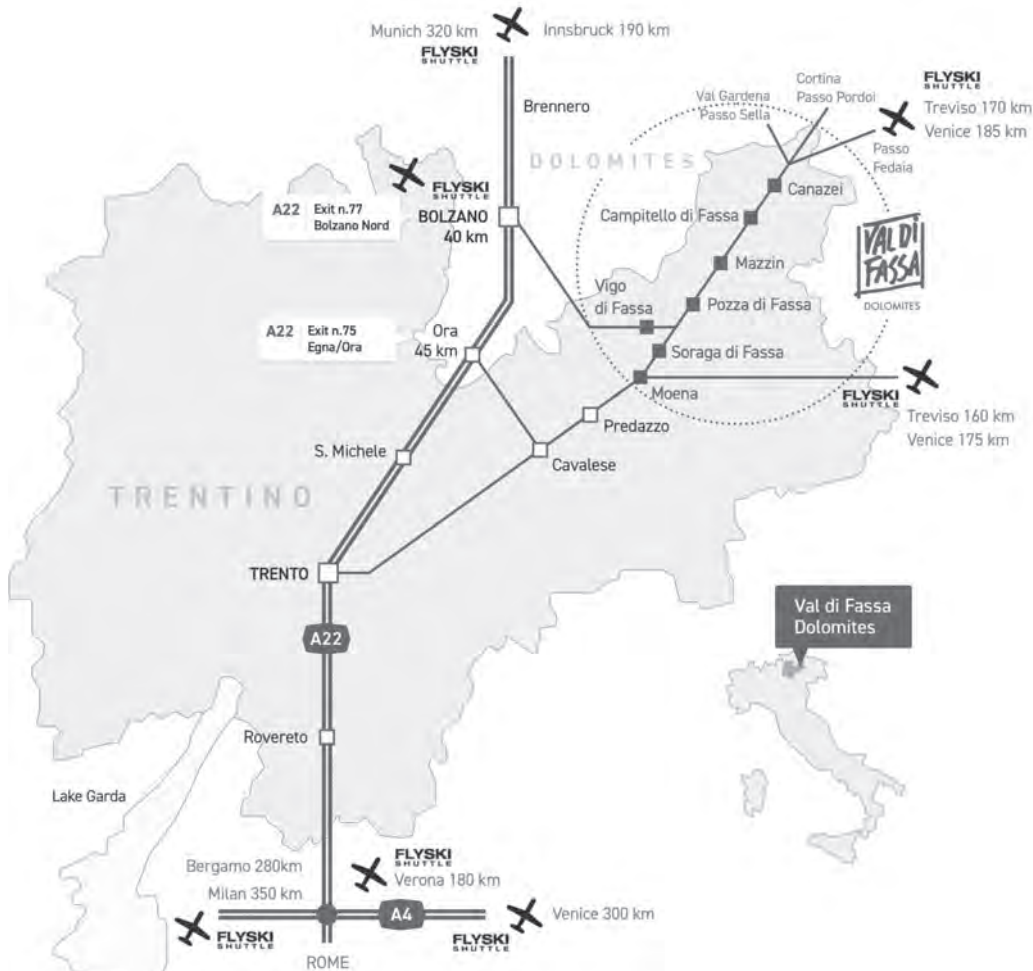 Munich 320 km
Innsbruck 190 km
FLYSKI
SHUTTLE
Brennero
Cortina
Passo Pordoi
Val Gardena
Passo Sella
FLYSKI
SHUTTLE
Treviso 170 km
Venice 185 km
Passo
Fedaia
DOLOMITES
FLYSKI
SHUTTLE
A22 Exit n.77
Bolzano Nord
BOLZANO
40 km
Canazei
Campitello di Fassa
VAL DI
FASSA
DOLOMITES
Mazzin
Vigo
di Fassa
Pozza di Fassa
A22 Exit n.75
Egna/Ora
Ora
45 km
Soraga di Fassa
Moena
FLYSKI
SHUTTLE
Treviso 160 km
Venice 175 km
Predazzo
S. Michele
Cavalese
TRENTINO
TRENTO
A22
Val di Fassa
Dolomites
Rovereto
Lake Garda
Bergamo 280km
Milan 350 km
FLYSKI
SHUTTLE
Verona 180 km
A4
Venice 300 km
FLYSKI
SHUTTLE
FLYSKI
SHUTTLE
ROME